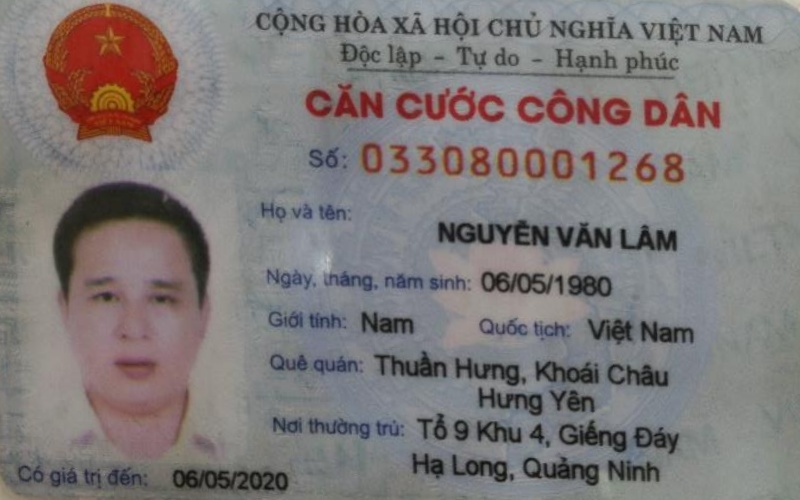 CỘNG HÒA XÃ HỘI CHỦ NGHĨA VIỆT NAM
Độc lập - Tự do - Hạnh phúc
CĂN CƯỚC CÔNG DÂN
Số: 033080001268
Họ và tên:
NGUYỄN VĂN LÂM
Ngày, tháng, năm sinh: 06/05/1980
Giới tính: Nam Quốc tịch: Việt Nam
Quê quán: Thuần Hưng, Khoái Châu
Hưng Yên
Nơi thường trú: Tổ 9 Khu 4, Giếng Đáy
Hạ Long, Quảng Ninh
Có giá trị đến: 06/05/2020